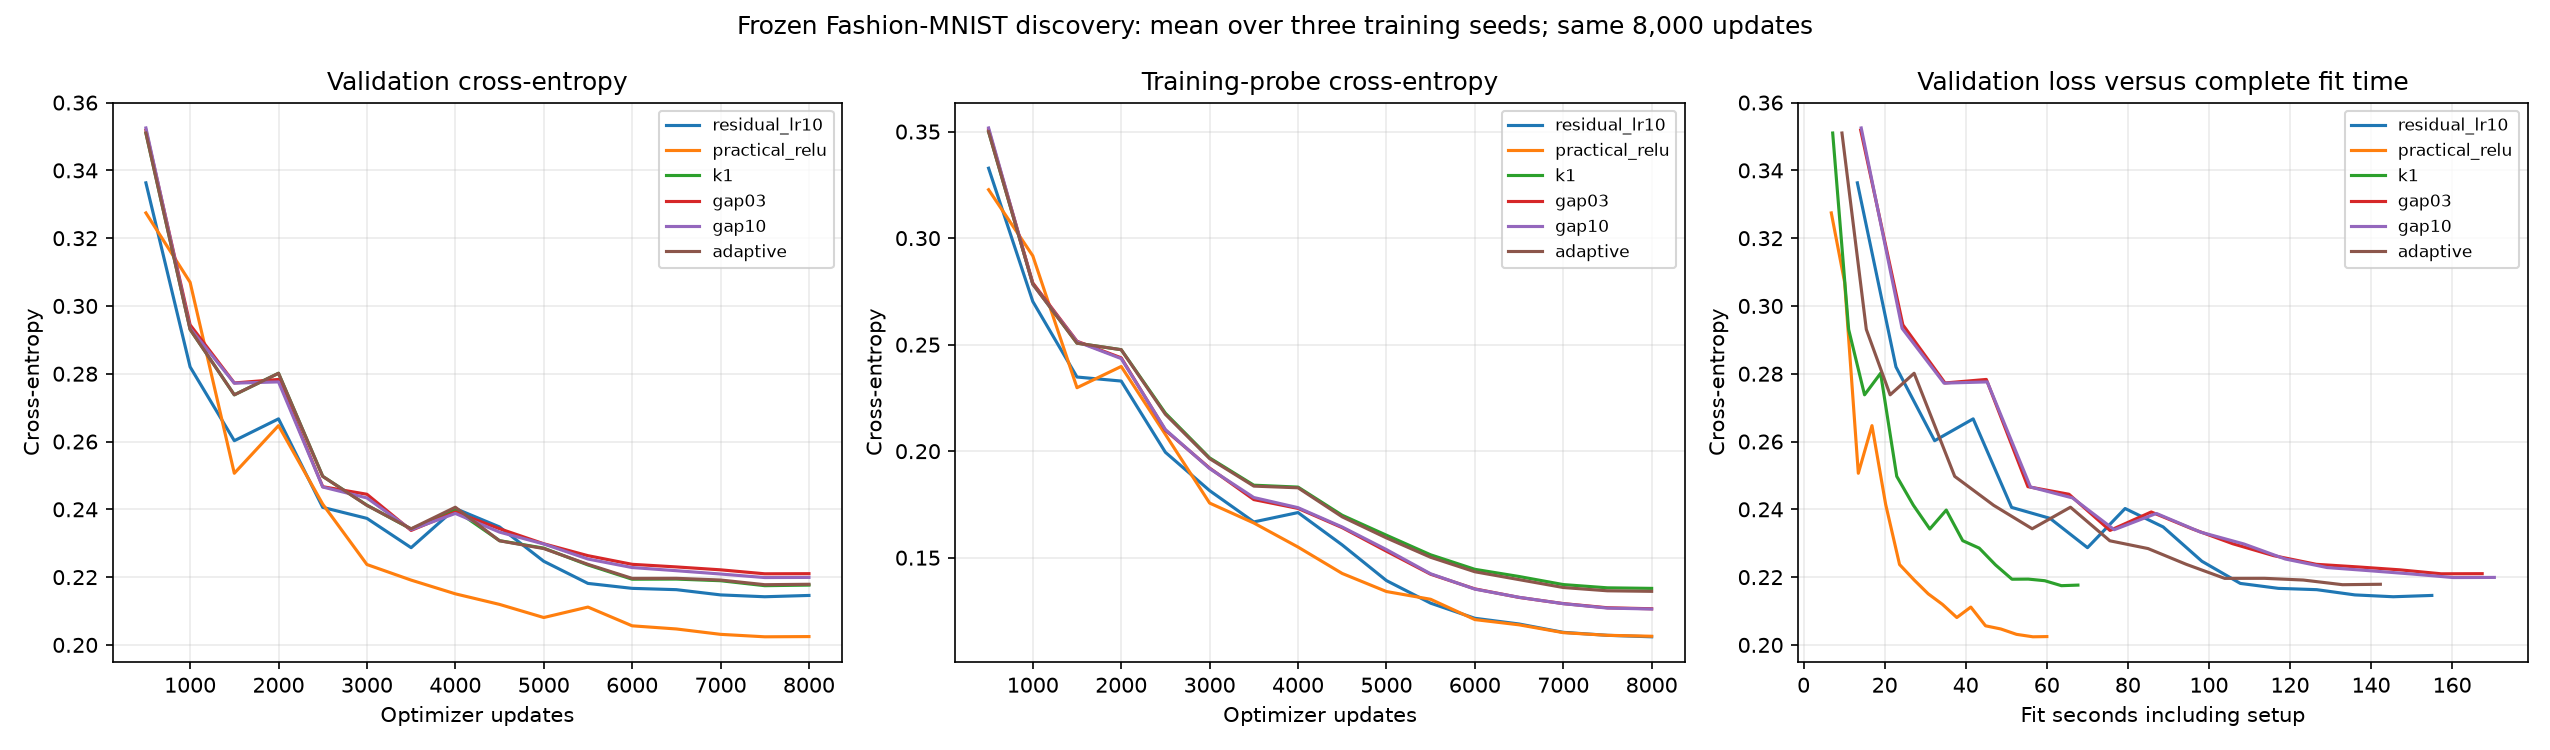 Frozen Fashion-MNIST discovery: mean over three training seeds; same 8,000 updates
Validation cross-entropy
Cross-entropy
0.36
0.34
0.32
0.30
0.28
0.26
0.24
0.22
0.20
1000 2000 3000 4000 5000 6000 7000 8000
Optimizer updates
residual_lr10
practical_relu
k1
gap03
gap10
adaptive
Training-probe cross-entropy
Cross-entropy
0.35
0.30
0.25
0.20
0.15
1000 2000 3000 4000 5000 6000 7000 8000
Optimizer updates
residual_lr10
practical_relu
k1
gap03
gap10
adaptive
Validation loss versus complete fit time
Cross-entropy
0.36
0.34
0.32
0.30
0.28
0.26
0.24
0.22
0.20
0 20 40 60 80 100 120 140 160
Fit seconds including setup
residual_lr10
practical_relu
k1
gap03
gap10
adaptive